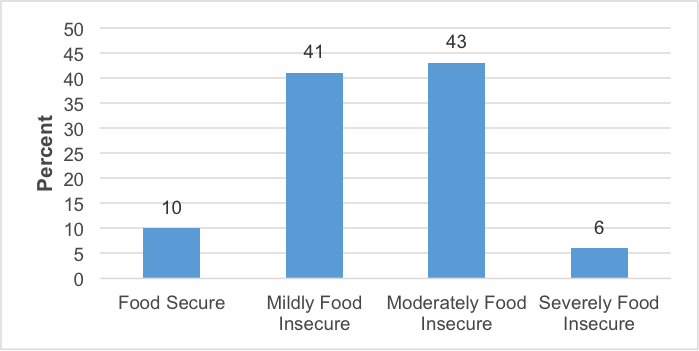 50
45
40
35
30
25
20
15
10
5
0
Percent
10
41
43
6
Food Secure
Mildly Food
Insecure
Moderately Food
Insecure
Severely Food
Insecure